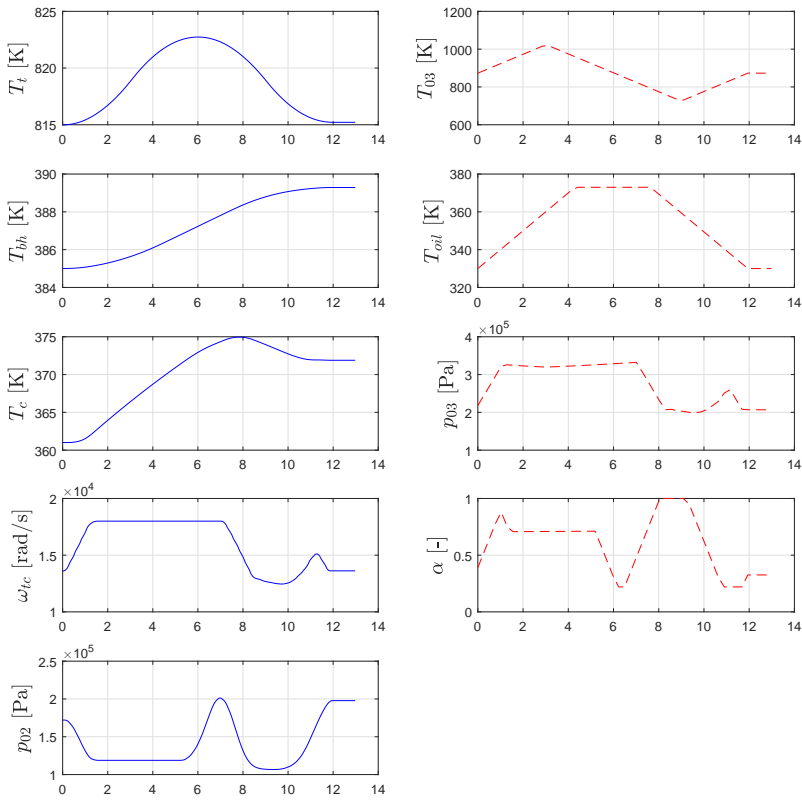 825
820
815
T_t [K]
0 2 4 6 8 10 12 14
1200
1000
800
600
T_03 [K]
0 2 4 6 8 10 12 14
390
388
386
384
T_bh [K]
0 2 4 6 8 10 12 14
380
360
340
320
T_oil [K]
0 2 4 6 8 10 12 14
375
370
365
360
T_c [K]
0 2 4 6 8 10 12 14
×10^5
4
3
2
1
p_03 [Pa]
0 2 4 6 8 10 12 14
×10^4
2
1.5
1
ω_tc [rad/s]
0 2 4 6 8 10 12 14
1
0.5
0
α [-]
0 2 4 6 8 10 12 14
×10^5
2.5
2
1.5
1
p_02 [Pa]
0 2 4 6 8 10 12 14